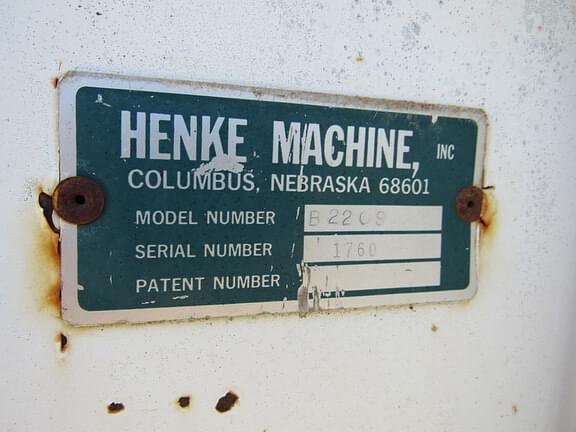 HENKE MACHINE, INC
COLUMBUS, NEBRASKA 68601
MODEL NUMBER B2209
SERIAL NUMBER 1760
PATENT NUMBER